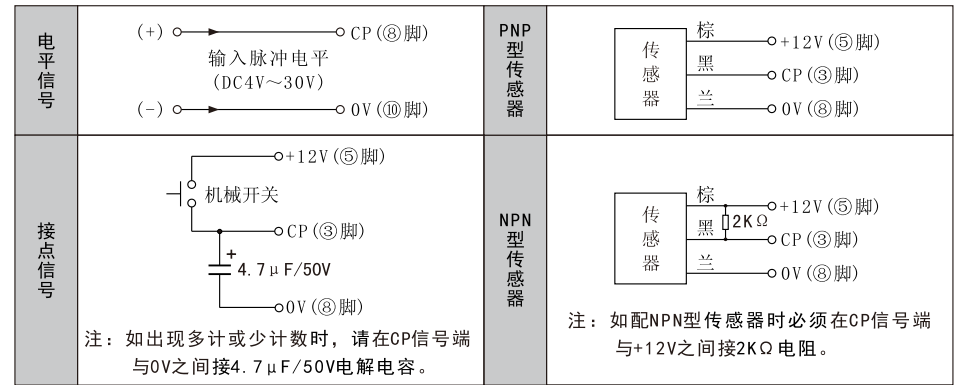 电平信号
(+) CP(⑧脚)
输入脉冲电平
(DC4V～30V)
(-) 0V(⑩脚)
PNP型传感器
传感器
棕 +12V(⑤脚)
黑 CP(③脚)
兰 0V(⑧脚)
接点信号
+12V(⑤脚)
机械开关
CP(③脚)
+
4.7μF/50V
0V(⑧脚)
注：如出现多计或少计数时，请在CP信号端
与0V之间接4.7μF/50V电解电容。
NPN型传感器
传感器
棕 +12V(⑤脚)
2KΩ
黑 CP(③脚)
兰 0V(⑧脚)
注：如配NPN型传感器时必须在CP信号端
与+12V之间接2KΩ电阻。